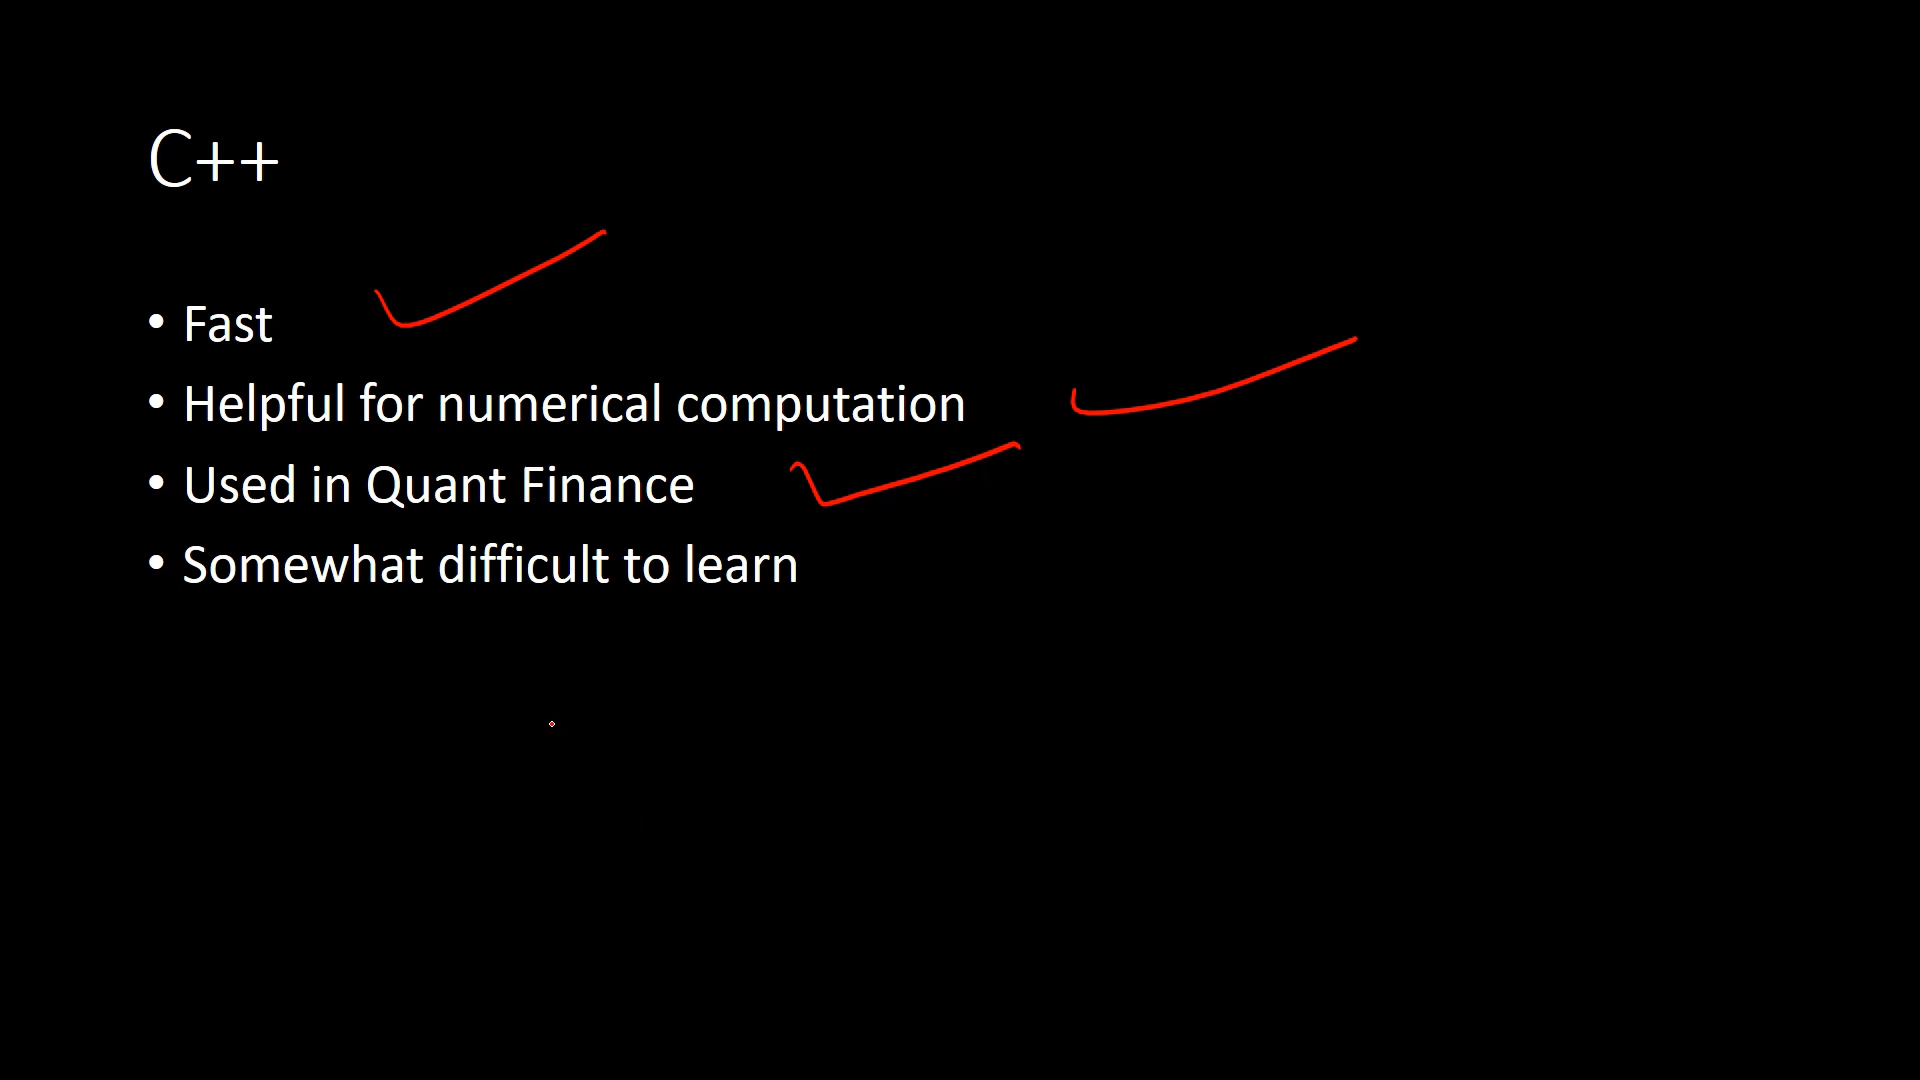 C++
• Fast
• Helpful for numerical computation
• Used in Quant Finance
• Somewhat difficult to learn